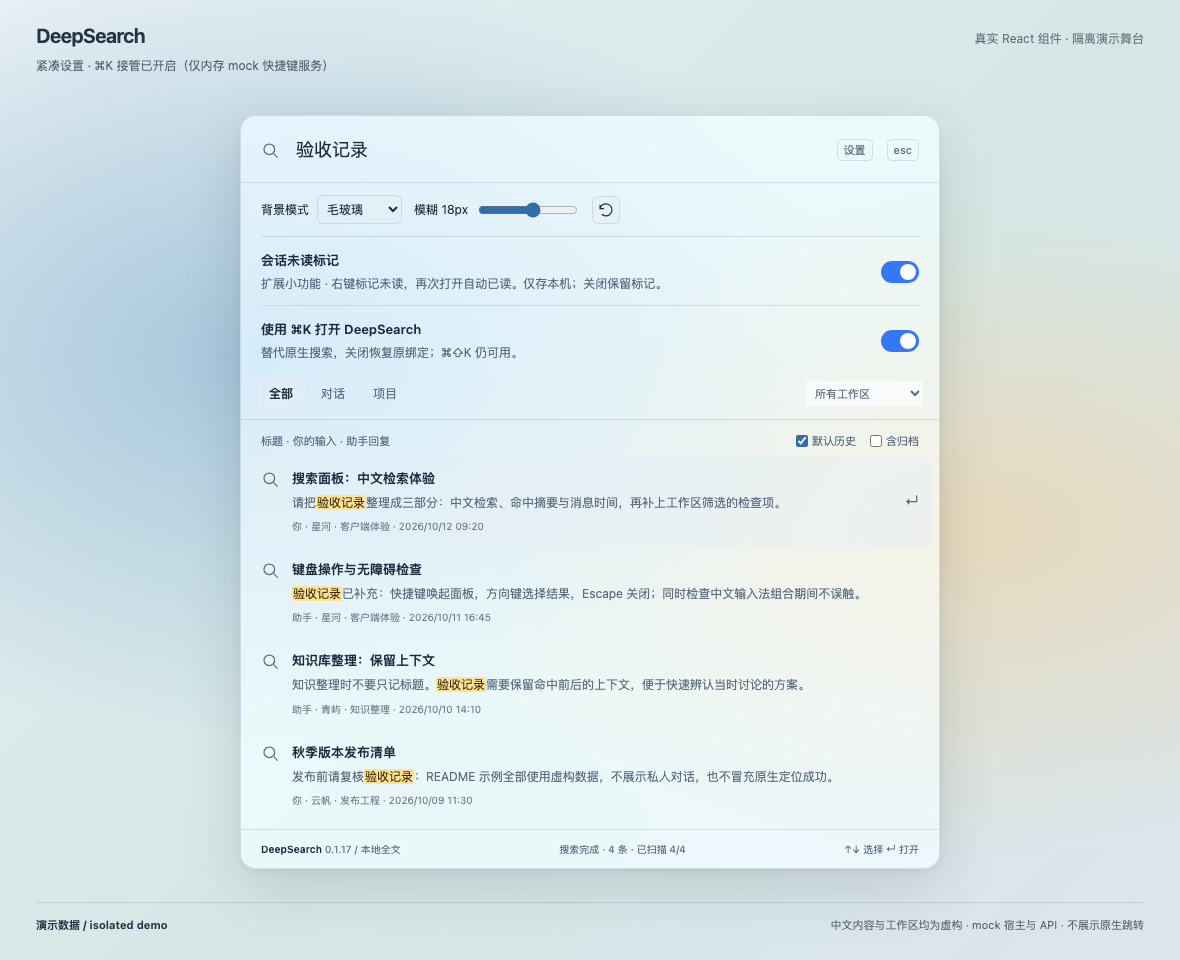 DeepSearch
真实 React 组件 · 隔离演示舞台
紧凑设置 · ⌘K 接管已开启（仅内存 mock 快捷键服务）
验收记录
设置
esc
背景模式
毛玻璃
模糊 18px
会话未读标记
扩展小功能 · 右键标记未读，再次打开自动已读。仅存本机；关闭保留标记。
使用 ⌘K 打开 DeepSearch
替代原生搜索，关闭恢复原绑定；⌘⇧K 仍可用。
全部
对话
项目
所有工作区
标题 · 你的输入 · 助手回复
默认历史
含归档
搜索面板：中文检索体验
请把验收记录整理成三部分：中文检索、命中摘要与消息时间，再补上工作区筛选的检查项。
你 · 星河 · 客户端体验 · 2026/10/12 09:20
键盘操作与无障碍检查
验收记录已补充：快捷键唤起面板，方向键选择结果，Escape 关闭；同时检查中文输入法组合期间不误触。
助手 · 星河 · 客户端体验 · 2026/10/11 16:45
知识库整理：保留上下文
知识整理时不要只记标题。验收记录需要保留命中前后的上下文，便于快速辨认当时讨论的方案。
助手 · 青屿 · 知识整理 · 2026/10/10 14:10
秋季版本发布清单
发布前请复核验收记录：README 示例全部使用虚构数据，不展示私人对话，也不冒充原生定位成功。
你 · 云帆 · 发布工程 · 2026/10/09 11:30
DeepSearch 0.1.17 / 本地全文
搜索完成 · 4 条 · 已扫描 4/4
↑↓ 选择 ↵ 打开
演示数据 / isolated demo
中文内容与工作区均为虚构 · mock 宿主与 API · 不展示原生跳转